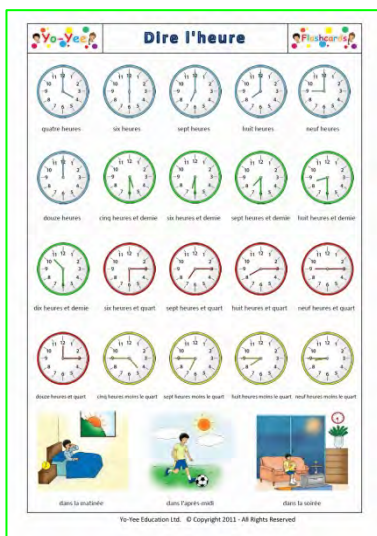 Yo-Yee
Dire l'heure
Flashcards
quatre heures six heures sept heures huit heures neuf heures
douze heures cinq heures et demie six heures et demie sept heures et demie huit heures et demie
dix heures et demie six heures et quart sept heures et quart huit heures et quart neuf heures et quart
douze heures et quart cinq heures moins le quart sept heures moins le quart huit heures moins le quart neuf heures moins le quart
dans la matinée dans l'après-midi dans la soirée
Yo-Yee Education Ltd. © Copyright 2011 - All Rights Reserved